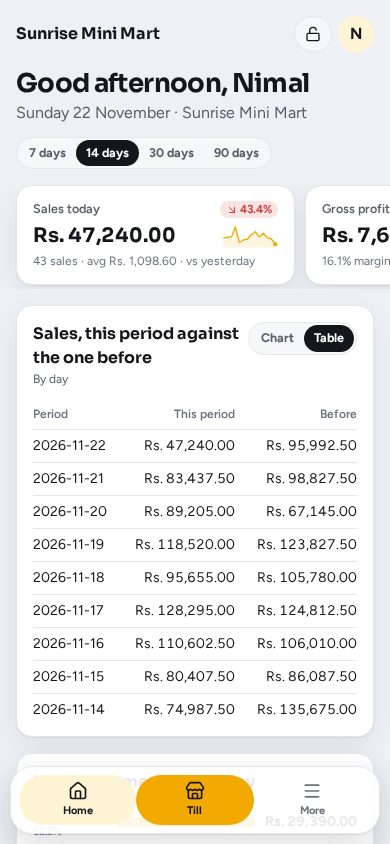 Sunrise Mini Mart
N
Good afternoon, Nimal
Sunday 22 November · Sunrise Mini Mart
7 days 14 days 30 days 90 days
Sales today 43.4% Gross profit
Rs. 47,240.00 Rs. 7,6
43 sales · avg Rs. 1,098.60 · vs yesterday 16.1% margin
Sales, this period against
the one before
Chart Table
By day
Period This period Before
2026-11-22 Rs. 47,240.00 Rs. 95,992.50
2026-11-21 Rs. 83,437.50 Rs. 98,827.50
2026-11-20 Rs. 89,205.00 Rs. 67,145.00
2026-11-19 Rs. 118,520.00 Rs. 123,827.50
2026-11-18 Rs. 95,655.00 Rs. 105,780.00
2026-11-17 Rs. 128,295.00 Rs. 124,812.50
2026-11-16 Rs. 110,602.50 Rs. 106,010.00
2026-11-15 Rs. 80,407.50 Rs. 86,087.50
2026-11-14 Rs. 74,987.50 Rs. 135,675.00
Rs. 29,390.00
Home Till More